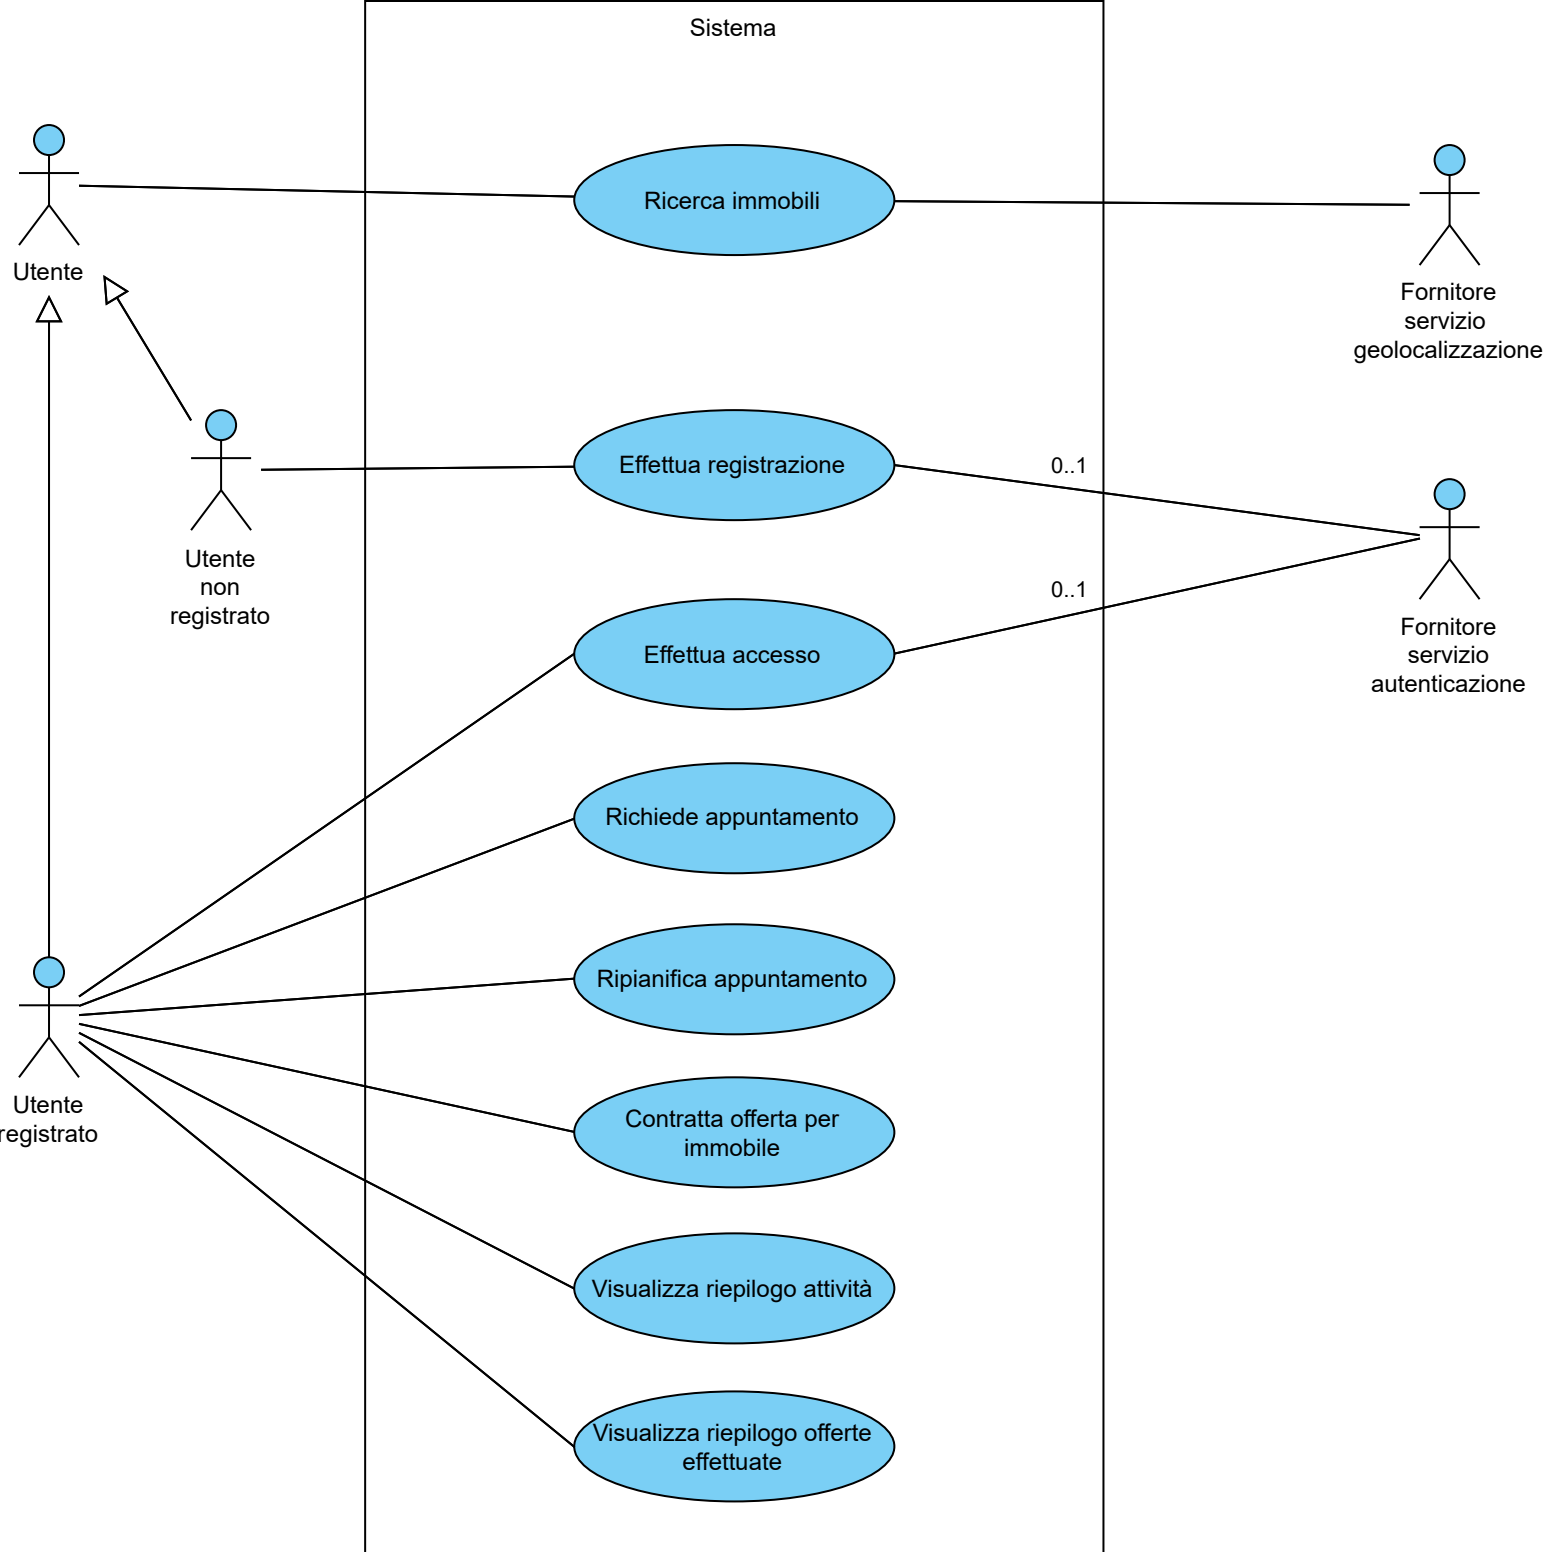 Sistema
Utente
Ricerca immobili
Fornitore
servizio
geolocalizzazione
Utente
non
registrato
Effettua registrazione
0..1
0..1
Fornitore
servizio
autenticazione
Effettua accesso
Richiede appuntamento
Ripianifica appuntamento
Utente
registrato
Contratta offerta per
immobile
Visualizza riepilogo attività
Visualizza riepilogo offerte
effettuate